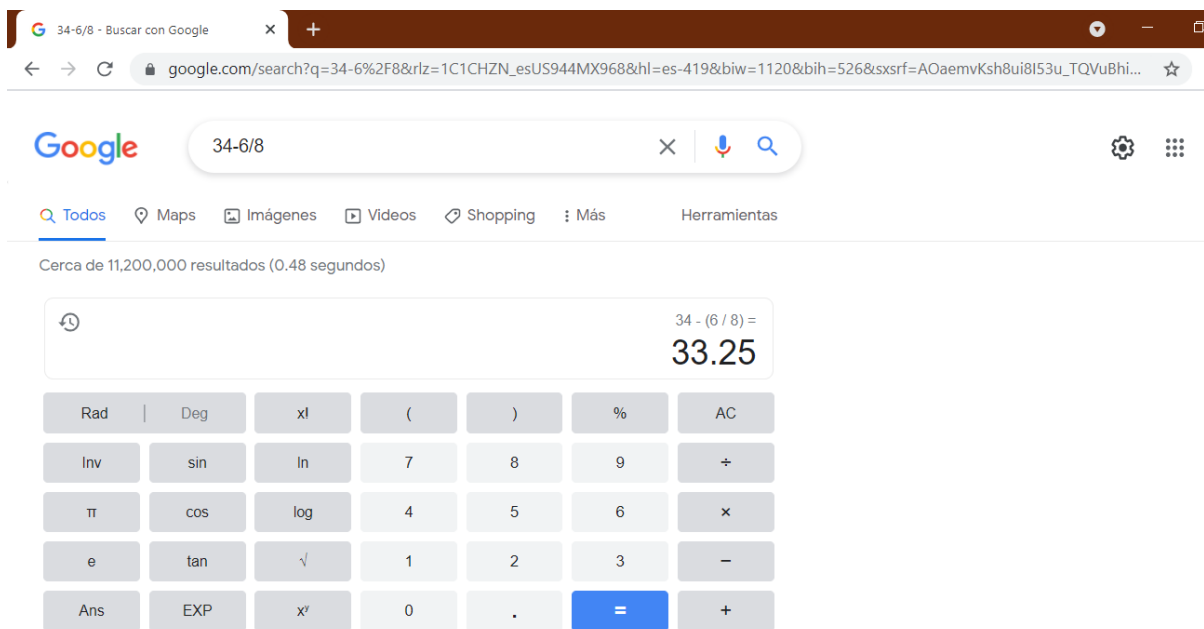 34-6/8 - Buscar con Google
google.com/search?q=34-6%2F8&rlz=1C1CHZN_esUS944MX968&hl=es-419&biw=1120&bih=526&sxsrf=AOaemvKsh8ui8I53u_TQVuBhi...
Google 34-6/8
Todos Maps Imágenes Videos Shopping Más Herramientas
Cerca de 11,200,000 resultados (0.48 segundos)
34 - (6 / 8) =
33.25
Rad | Deg x! ( ) % AC
Inv sin ln 7 8 9 ÷
π cos log 4 5 6 ×
e tan √ 1 2 3 −
Ans EXP xʸ 0 . = +